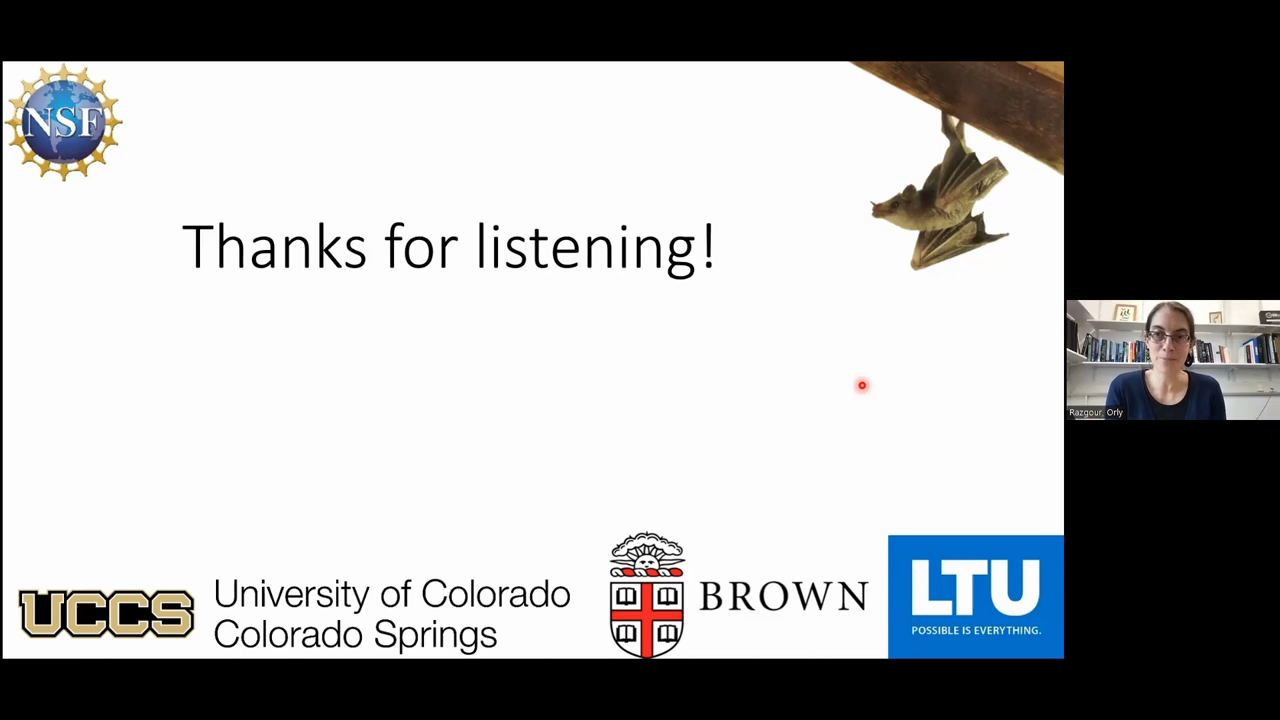 NSF
Thanks for listening!
Razgour, Orly
UCCS
University of Colorado
Colorado Springs
BROWN
LTU
POSSIBLE IS EVERYTHING.